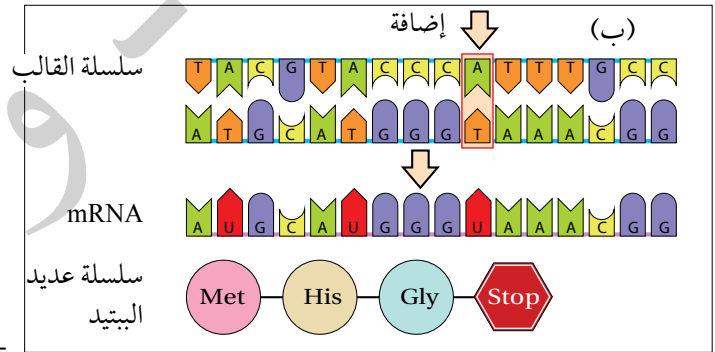 (ب) إضافة
سلسلة القالب T A C G T A C C C A T T T G C C
A T G C A T G G G T A A A C G G
mRNA A U G C A U G G G U A A A C G G
سلسلة عديد الببتيد Met His Gly Stop